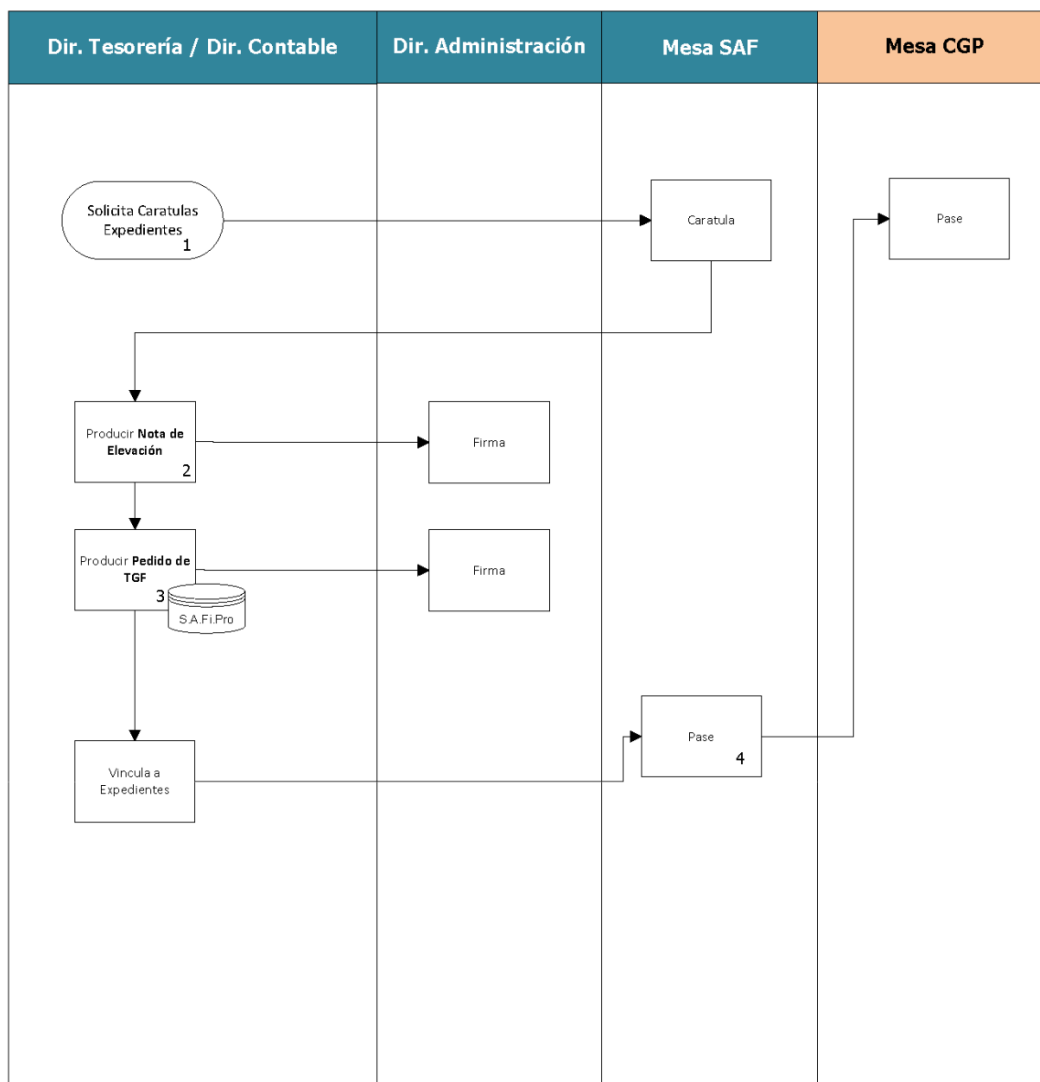 Dir. Tesorería / Dir. Contable
Dir. Administración
Mesa SAF
Mesa CGP
Solicita Caratulas
Expedientes
1
Caratula
Pase
Producir Nota de
Elevación
2
Firma
Producir Pedido de
TGF
3
S.A.Fi.Pro
Firma
Pase
4
Vincula a
Expedientes